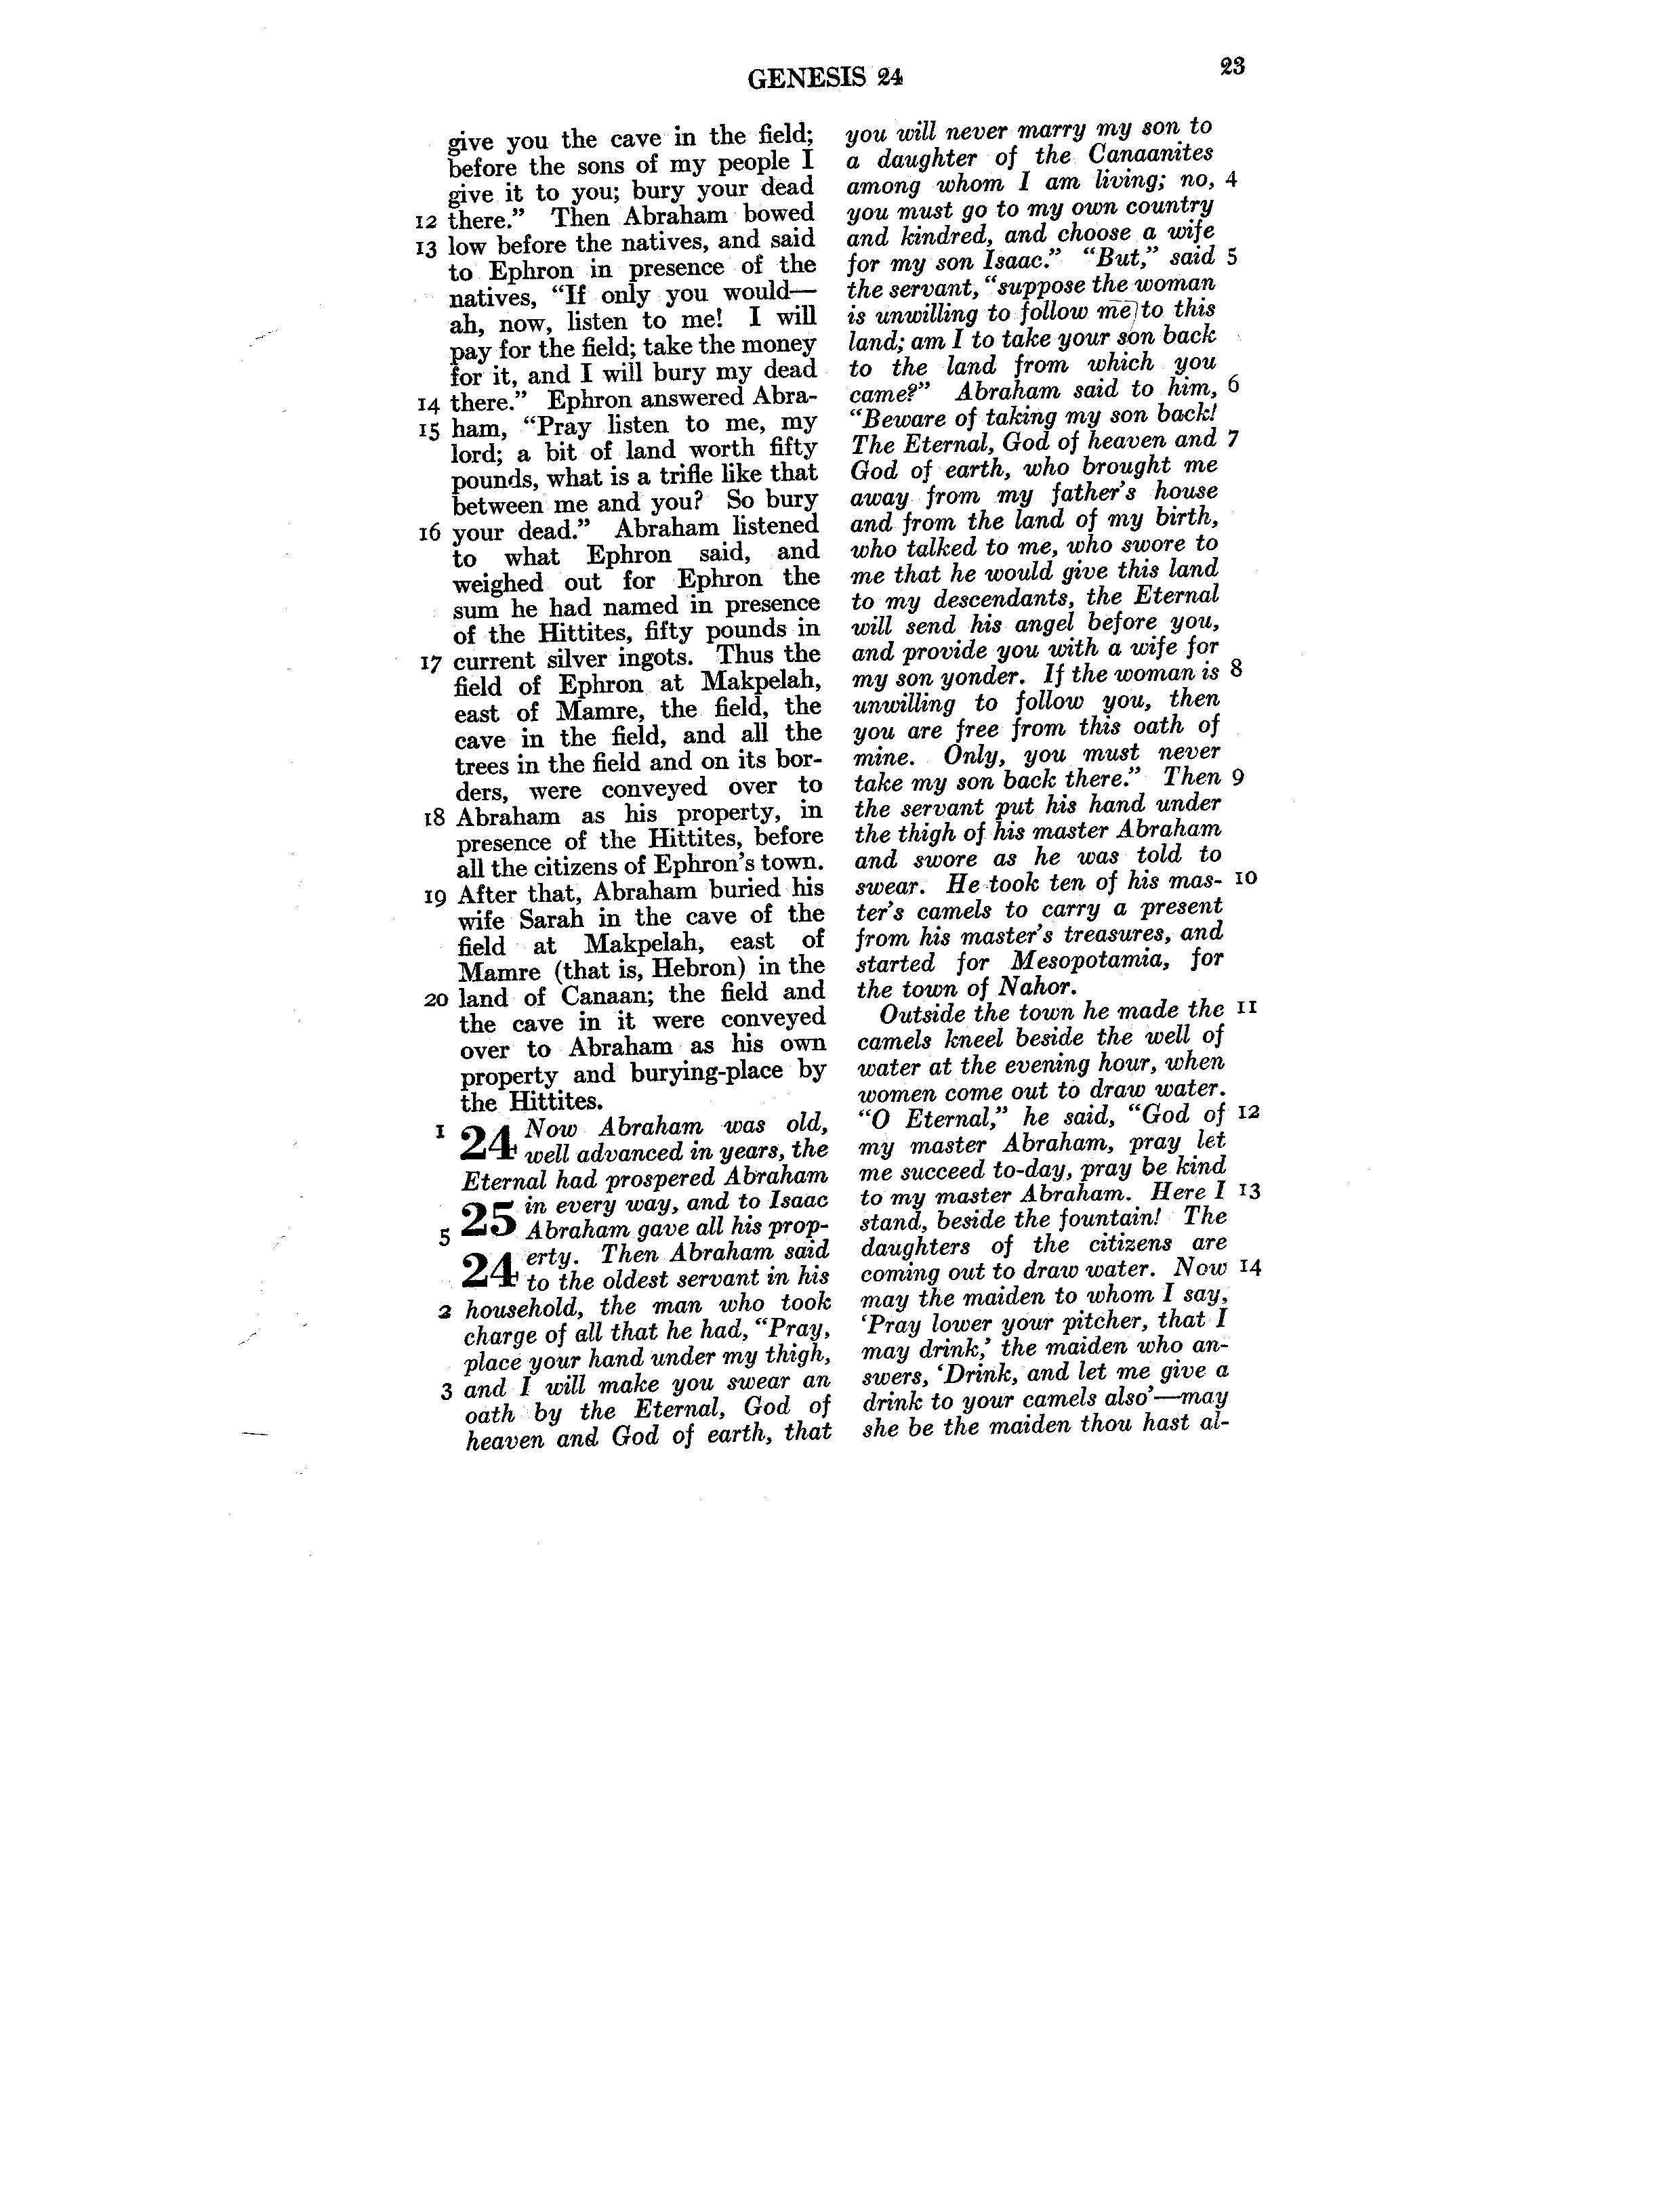 GENESIS 24
23
give you the cave in the field;
before the sons of my people I
give it to you; bury your dead
12 there.” Then Abraham bowed
13 low before the natives, and said
to Ephron in presence of the
natives, “If only you would—
ah, now, listen to me! I will
pay for the field; take the money
for it, and I will bury my dead
14 there.” Ephron answered Abra-
15 ham, “Pray listen to me, my
lord; a bit of land worth fifty
pounds, what is a trifle like that
between me and you? So bury
16 your dead.” Abraham listened
to what Ephron said, and
weighed out for Ephron the
sum he had named in presence
of the Hittites, fifty pounds in
17 current silver ingots. Thus the
field of Ephron at Makpelah,
east of Mamre, the field, the
cave in the field, and all the
trees in the field and on its bor-
ders, were conveyed over to
18 Abraham as his property, in
presence of the Hittites, before
all the citizens of Ephron’s town.
19 After that, Abraham buried his
wife Sarah in the cave of the
field at Makpelah, east of
Mamre (that is, Hebron) in the
20 land of Canaan; the field and
the cave in it were conveyed
over to Abraham as his own
property and burying-place by
the Hittites.
1 24 Now Abraham was old,
well advanced in years, the
Eternal had prospered Abraham
25 in every way, and to Isaac
5 Abraham gave all his prop-
24 erty. Then Abraham said
to the oldest servant in his
2 household, the man who took
charge of all that he had, “Pray,
place your hand under my thigh,
3 and I will make you swear an
oath by the Eternal, God of
heaven and God of earth, that
you will never marry my son to
a daughter of the Canaanites
among whom I am living; no, 4
you must go to my own country
and kindred, and choose a wife
for my son Isaac.” “But,” said 5
the servant, “suppose the woman
is unwilling to follow me to this
land; am I to take your son back
to the land from which you
came?” Abraham said to him, 6
“Beware of taking my son back!
The Eternal, God of heaven and 7
God of earth, who brought me
away from my father’s house
and from the land of my birth,
who talked to me, who swore to
me that he would give this land
to my descendants, the Eternal
will send his angel before you,
and provide you with a wife for
my son yonder. If the woman is 8
unwilling to follow you, then
you are free from this oath of
mine. Only, you must never
take my son back there.” Then 9
the servant put his hand under
the thigh of his master Abraham
and swore as he was told to
swear. He took ten of his mas- 10
ter’s camels to carry a present
from his master’s treasures, and
started for Mesopotamia, for
the town of Nahor.
Outside the town he made the 11
camels kneel beside the well of
water at the evening hour, when
women come out to draw water.
“O Eternal,” he said, “God of 12
my master Abraham, pray let
me succeed to-day, pray be kind
to my master Abraham. Here I 13
stand, beside the fountain! The
daughters of the citizens are
coming out to draw water. Now 14
may the maiden to whom I say,
‘Pray lower your pitcher, that I
may drink,’ the maiden who an-
swers, ‘Drink, and let me give a
drink to your camels also’—may
she be the maiden thou hast al-